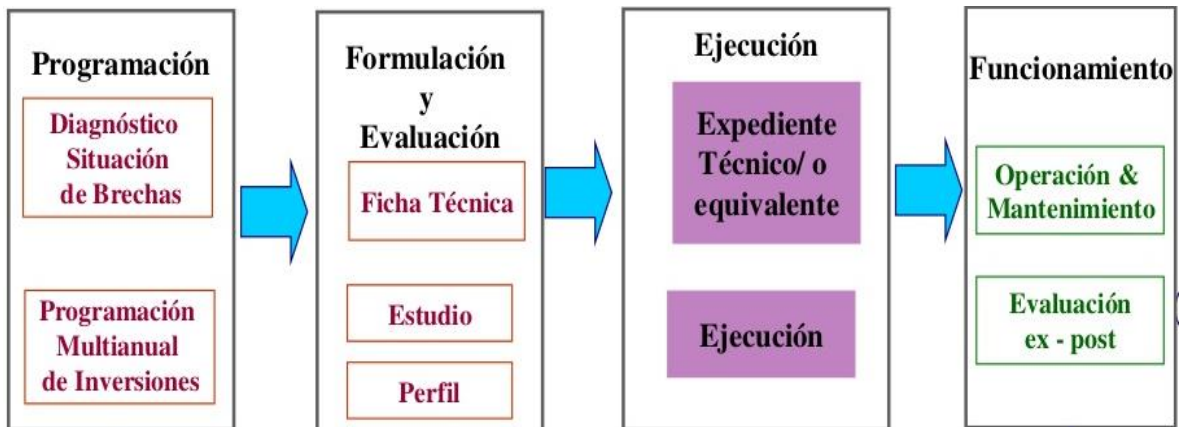 Programación
Diagnóstico
Situación
de Brechas
Programación
Multianual
de Inversiones
Formulación
y
Evaluación
Ficha Técnica
Estudio
Perfil
Ejecución
Expediente
Técnico/ o
equivalente
Ejecución
Funcionamiento
Operación &
Mantenimiento
Evaluación
ex - post